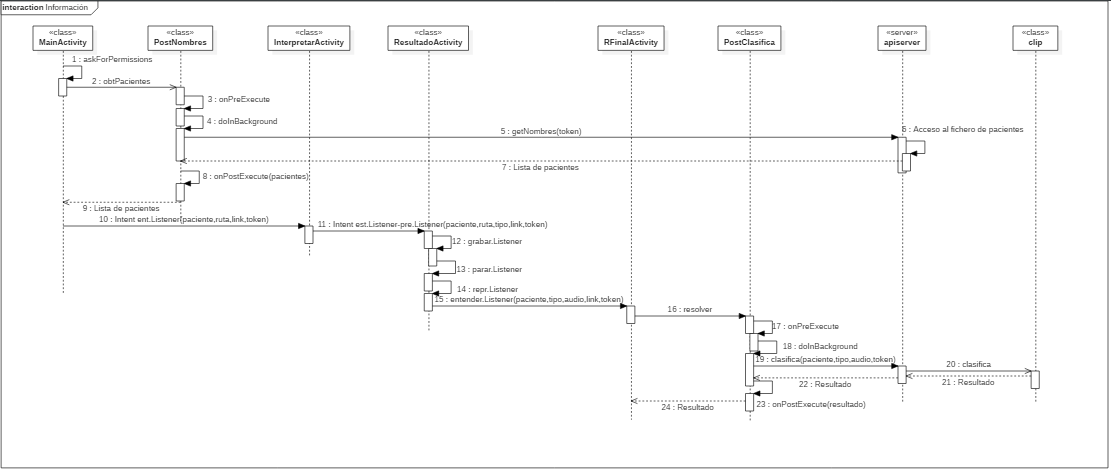 interaction Información
«class»
MainActivity
«class»
PostNombres
«class»
InterpretarActivity
«class»
ResultadoActivity
«class»
RFinalActivity
«class»
PostClasifica
«server»
apiserver
«class»
clip
1 : askForPermissions
2 : obtPacientes
3 : onPreExecute
4 : doInBackground
5 : getNombres(token)
6 : Acceso al fichero de pacientes
7 : Lista de pacientes
8 : onPostExecute(pacientes)
9 : Lista de pacientes
10 : Intent ent.Listener(paciente,ruta,link,token)
11 : Intent est.Listener-pre.Listener(paciente,ruta,tipo,link,token)
12 : grabar.Listener
13 : parar.Listener
14 : repr.Listener
15 : entender.Listener(paciente,tipo,audio,link,token)
16 : resolver
17 : onPreExecute
18 : doInBackground
19 : clasifica(paciente,tipo,audio,token)
20 : clasifica
21 : Resultado
22 : Resultado
23 : onPostExecute(resultado)
24 : Resultado